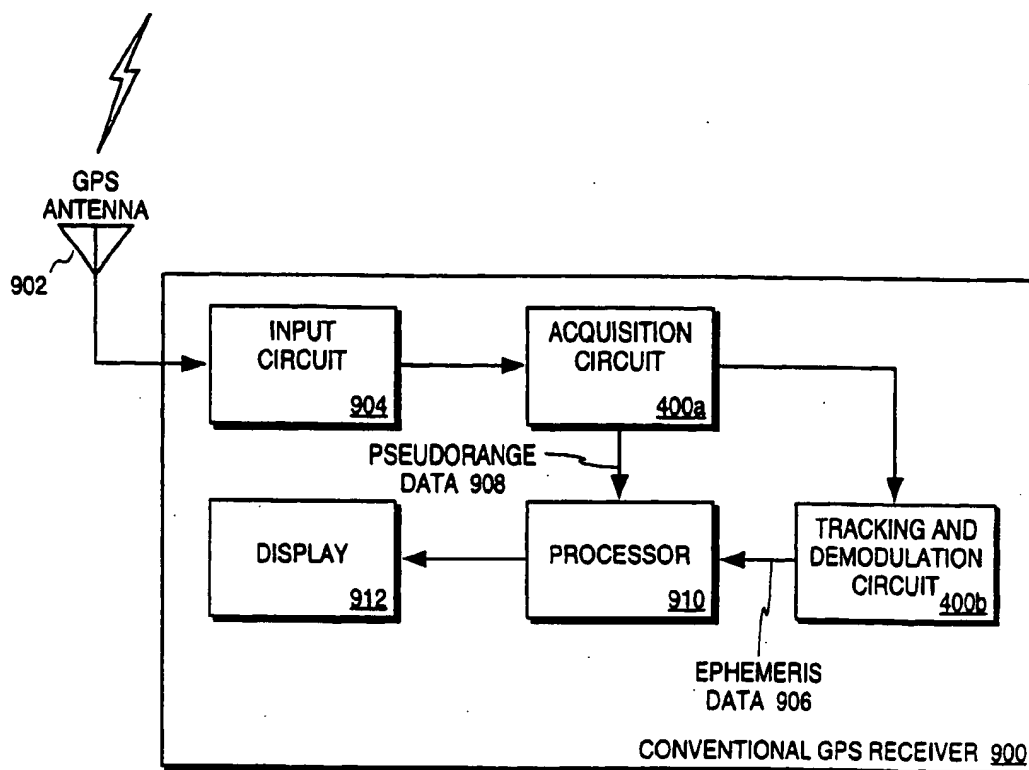 GPS
ANTENNA
902
INPUT
CIRCUIT
904
ACQUISITION
CIRCUIT
400a
PSEUDORANGE
DATA 908
DISPLAY
912
PROCESSOR
910
TRACKING AND
DEMODULATION
CIRCUIT
400b
EPHEMERIS
DATA 906
CONVENTIONAL GPS RECEIVER 900